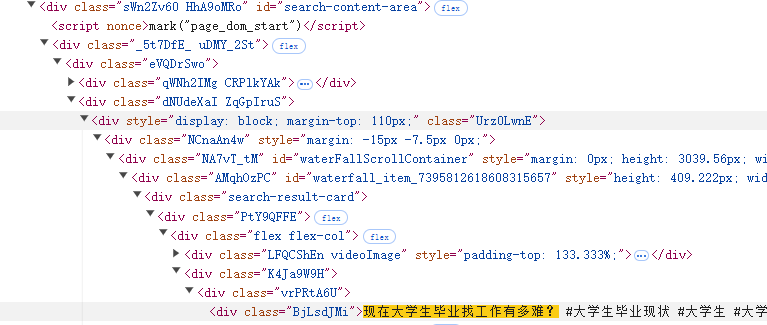 <div class="sWn2Zv60 HhA9oMRo" id="search-content-area"> flex
<script nonce>mark("page_dom_start")</script>
<div class="_5t7DfE_ uDMY_2St"> flex
<div class="eVQDrSwo">
<div class="qWNh2IMg CRPlkYAk"> ⋯ </div>
<div class="dNUdeXaI ZqGpIruS">
<div style="display: block; margin-top: 110px;" class="UrzOLwnE">
<div class="NCnaAn4w" style="margin: -15px -7.5px 0px;">
<div class="NA7vT_tM" id="waterFallScrollContainer" style="margin: 0px; height: 3039.56px; wid
<div class="AMqhOzPC" id="waterfall_item_7395812618608315657" style="height: 409.222px; wi
<div class="search-result-card">
<div class="PtY9QFFE"> flex
<div class="flex flex-col"> flex
<div class="LFQCShEn videoImage" style="padding-top: 133.333%;"> ⋯ </div>
<div class="K4Ja9W9H">
<div class="vrPRtA6U">
<div class="BjLsdJMi">现在大学生毕业找工作有多难？ #大学生毕业现状 #大学生 #大学